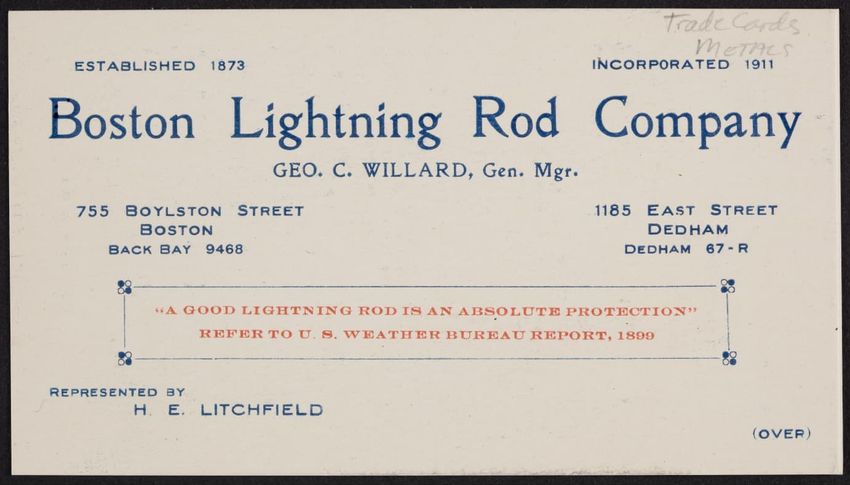 Trade Cards
Metals
ESTABLISHED 1873
INCORPORATED 1911
Boston Lightning Rod Company
GEO. C. WILLARD, Gen. Mgr.
755 BOYLSTON STREET
BOSTON
BACK BAY 9468
1185 EAST STREET
DEDHAM
DEDHAM 67-R
"A GOOD LIGHTNING ROD IS AN ABSOLUTE PROTECTION"
REFER TO U. S. WEATHER BUREAU REPORT, 1899
REPRESENTED BY
H. E. LITCHFIELD
(OVER)